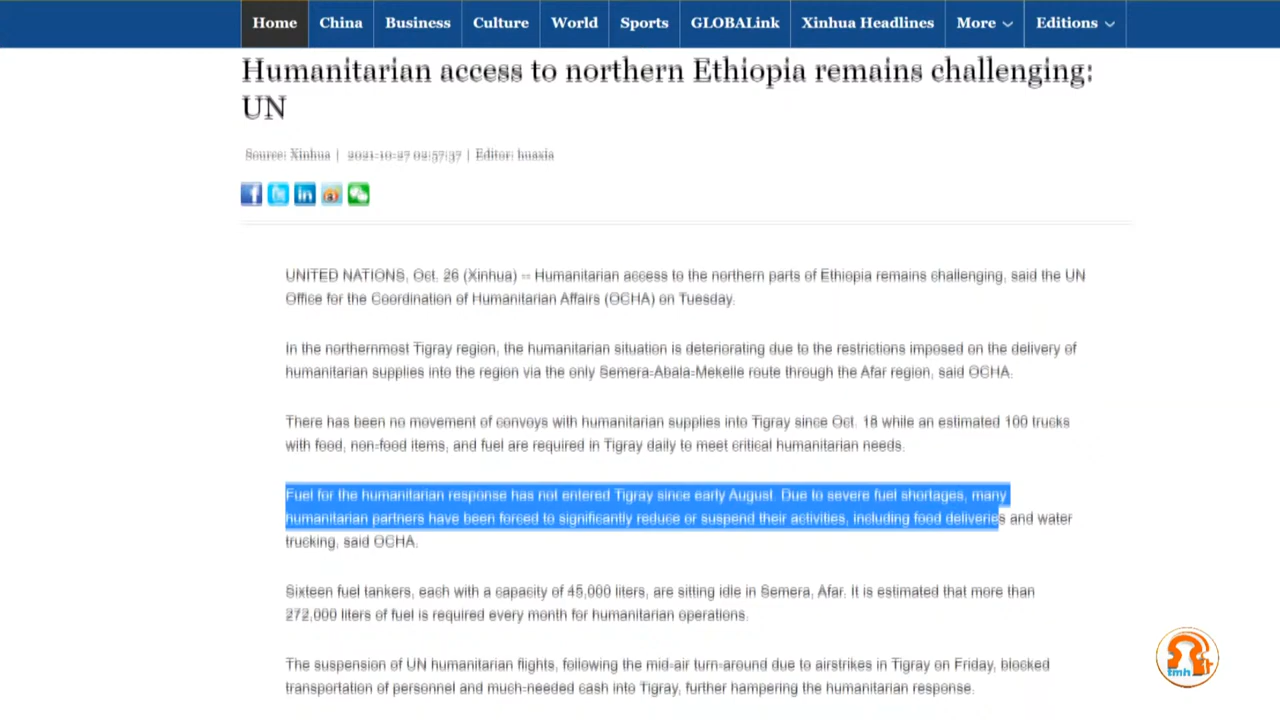 Home China Business Culture World Sports GLOBALink Xinhua Headlines More Editions
Humanitarian access to northern Ethiopia remains challenging:
UN
Source: Xinhua | 2021-10-27 02:57:37 | Editor: huaxia
UNITED NATIONS, Oct. 26 (Xinhua) -- Humanitarian access to the northern parts of Ethiopia remains challenging, said the UN
Office for the Coordination of Humanitarian Affairs (OCHA) on Tuesday.
In the northernmost Tigray region, the humanitarian situation is deteriorating due to the restrictions imposed on the delivery of
humanitarian supplies into the region via the only Semera-Abala-Mekelle route through the Afar region, said OCHA.
There has been no movement of convoys with humanitarian supplies into Tigray since Oct. 18 while an estimated 100 trucks
with food, non-food items, and fuel are required in Tigray daily to meet critical humanitarian needs.
Fuel for the humanitarian response has not entered Tigray since early August. Due to severe fuel shortages, many
humanitarian partners have been forced to significantly reduce or suspend their activities, including food deliveries and water
trucking, said OCHA.
Sixteen fuel tankers, each with a capacity of 45,000 liters, are sitting idle in Semera, Afar. It is estimated that more than
272,000 liters of fuel is required every month for humanitarian operations.
The suspension of UN humanitarian flights, following the mid-air turn-around due to airstrikes in Tigray on Friday, blocked
transportation of personnel and much-needed cash into Tigray, further hampering the humanitarian response.
tmh